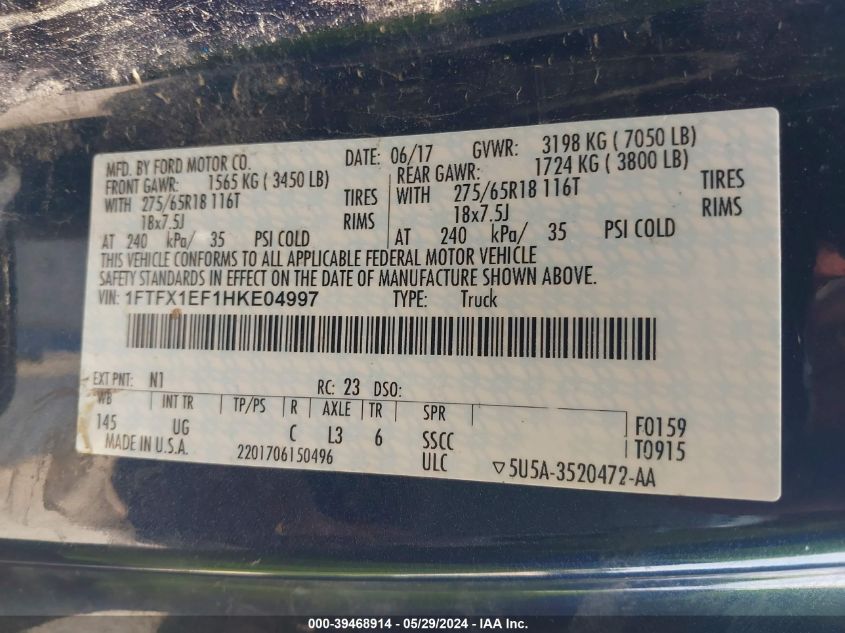 MFD. BY FORD MOTOR CO. DATE: 06/17 GVWR: 3198 KG ( 7050 LB)
FRONT GAWR: 1565 KG ( 3450 LB) REAR GAWR: 1724 KG ( 3800 LB)
WITH 275/65R18 116T TIRES WITH 275/65R18 116T TIRES
18x7.5J RIMS 18x7.5J RIMS
AT 240 kPa/ 35 PSI COLD AT 240 kPa/ 35 PSI COLD
THIS VEHICLE CONFORMS TO ALL APPLICABLE FEDERAL MOTOR VEHICLE
SAFETY STANDARDS IN EFFECT ON THE DATE OF MANUFACTURE SHOWN ABOVE.
VIN: 1FTFX1EF1HKE04997 TYPE: Truck
EXT PNT: N1 RC: 23 DSO:
WB INT TR TP/PS R AXLE TR SPR F0159
145 UG C L3 6 SSCC T0915
MADE IN U.S.A. 2201706150496 ULC ▽5U5A-3520472-AA
000-39468914 - 05/29/2024 - IAA Inc.